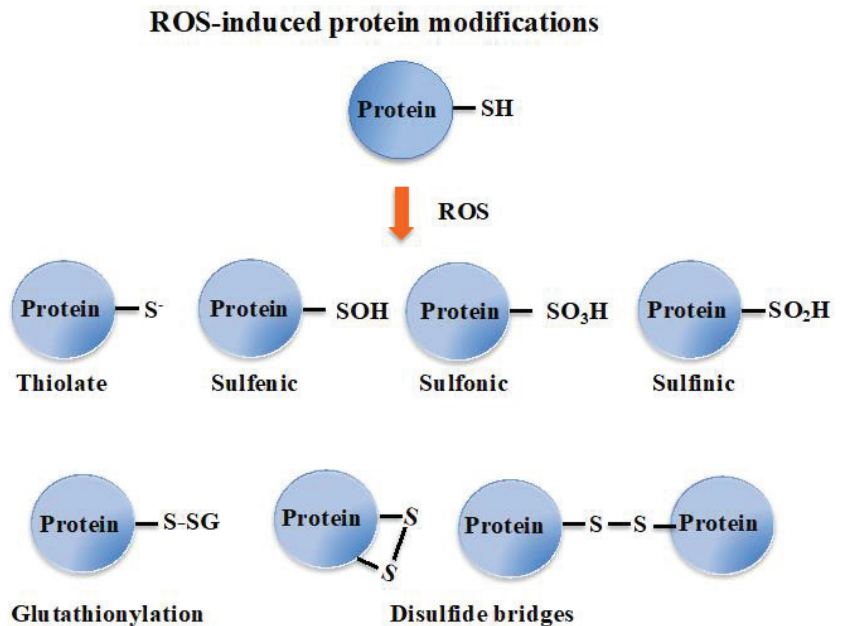 ROS-induced protein modifications
Protein SH
ROS
Protein S⁻ Protein SOH Protein SO₃H Protein SO₂H
Thiolate Sulfenic Sulfonic Sulfinic
Protein S-SG Protein S S Protein S S Protein
Glutathionylation Disulfide bridges